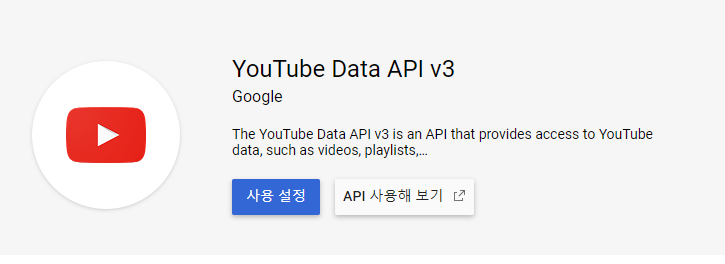 YouTube Data API v3
Google
The YouTube Data API v3 is an API that provides access to YouTube
data, such as videos, playlists,...
사용 설정
API 사용해 보기